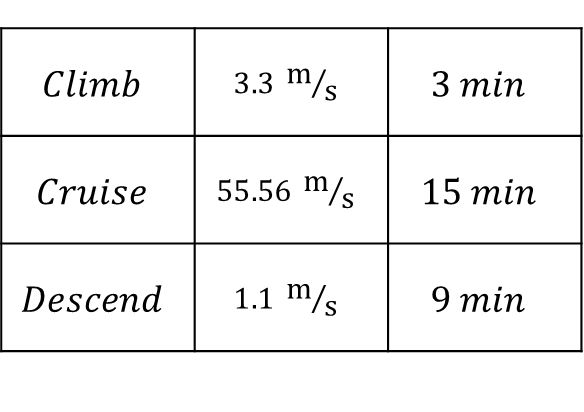 Climb 3.3 m/s 3 min
Cruise 55.56 m/s 15 min
Descend 1.1 m/s 9 min